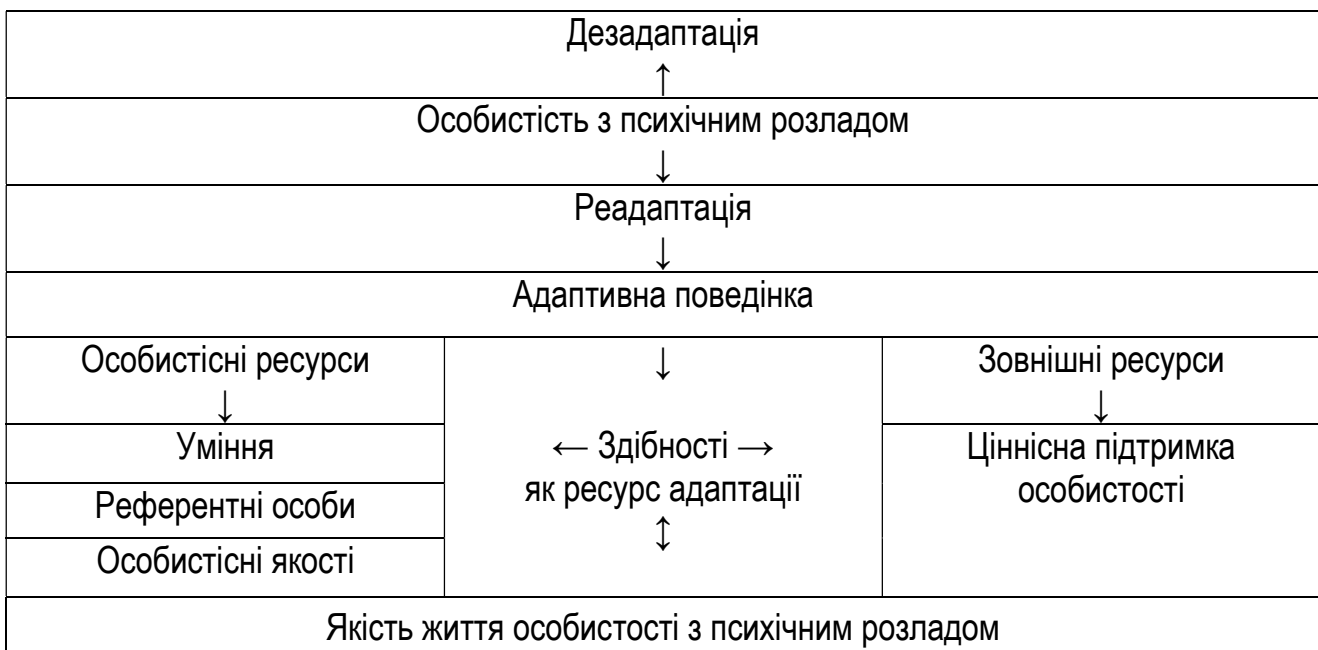 Дезадаптація
↑
Особистість з психічним розладом
↓
Реадаптація
↓
Адаптивна поведінка
Особистісні ресурси
↓
Уміння
Референтні особи
Особистісні якості
↓
← Здібності →
як ресурс адаптації
↕
Зовнішні ресурси
↓
Ціннісна підтримка
особистості
Якість життя особистості з психічним розладом